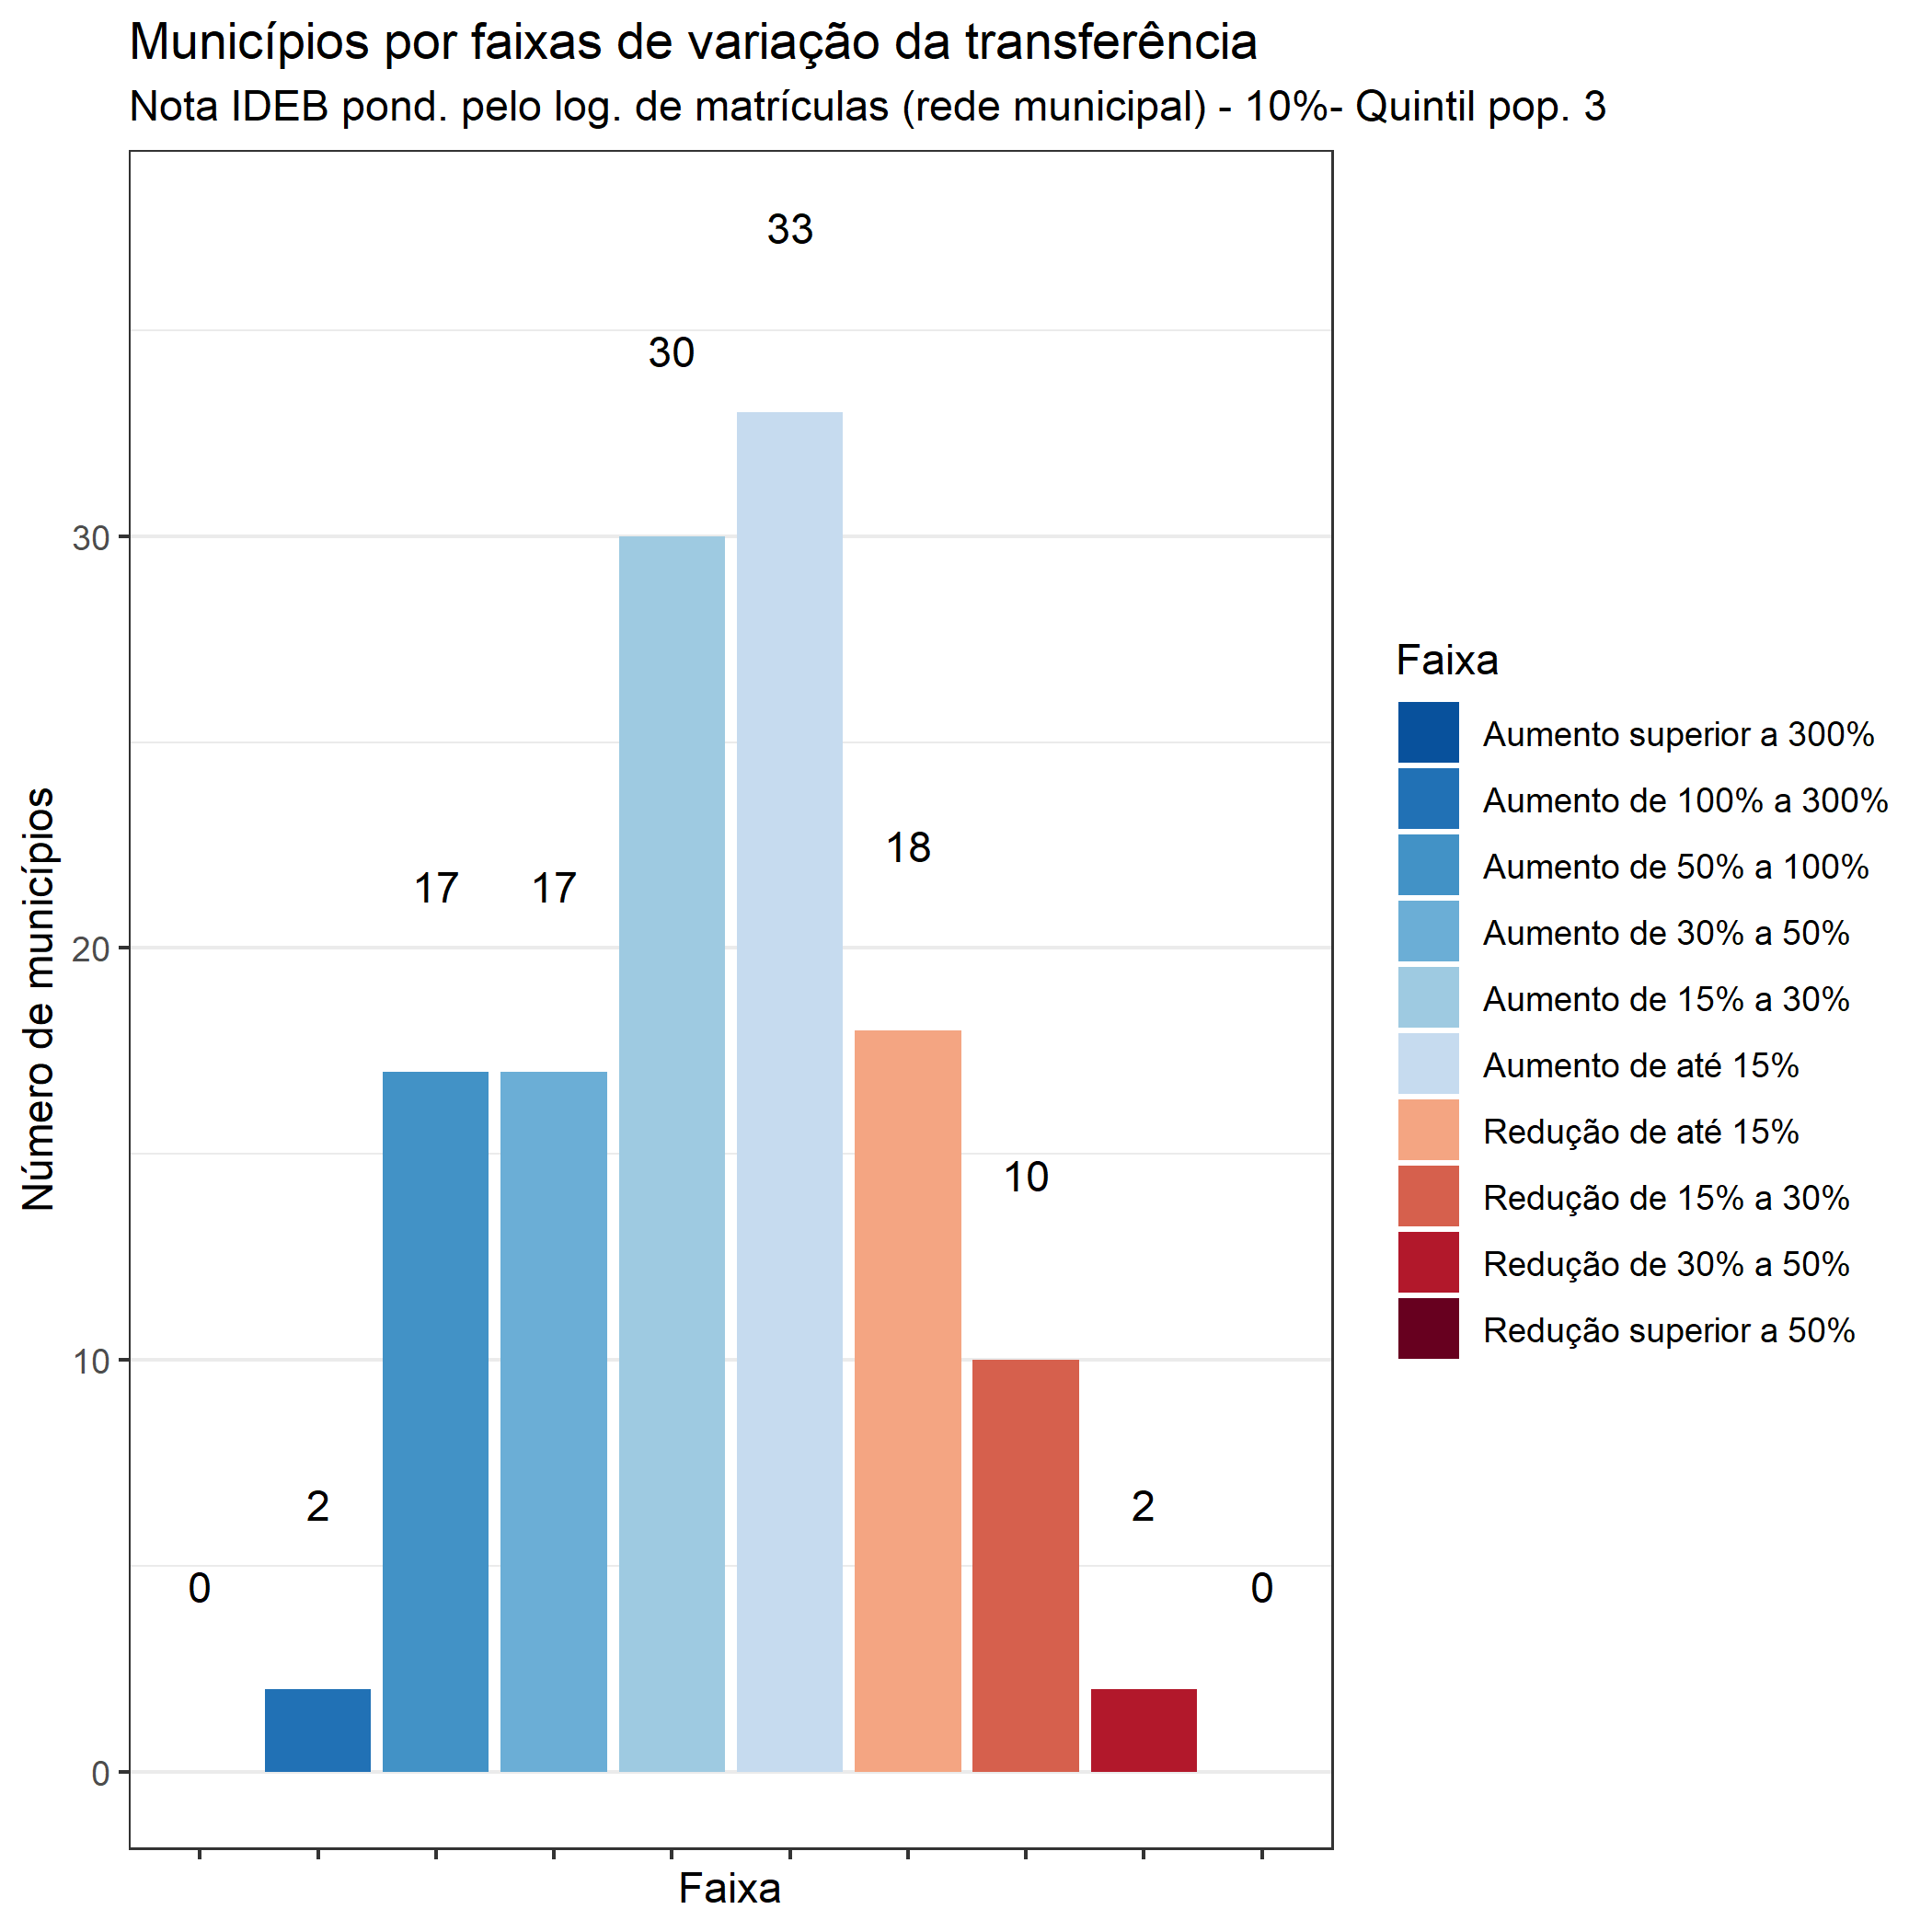 Municípios por faixas de variação da transferência
Nota IDEB pond. pelo log. de matrículas (rede municipal) - 10%- Quintil pop. 3
33
30
30
18
17
17
20
10
10
2
2
0
0
0
Número de municípios
Faixa
Faixa
Aumento superior a 300%
Aumento de 100% a 300%
Aumento de 50% a 100%
Aumento de 30% a 50%
Aumento de 15% a 30%
Aumento de até 15%
Redução de até 15%
Redução de 15% a 30%
Redução de 30% a 50%
Redução superior a 50%